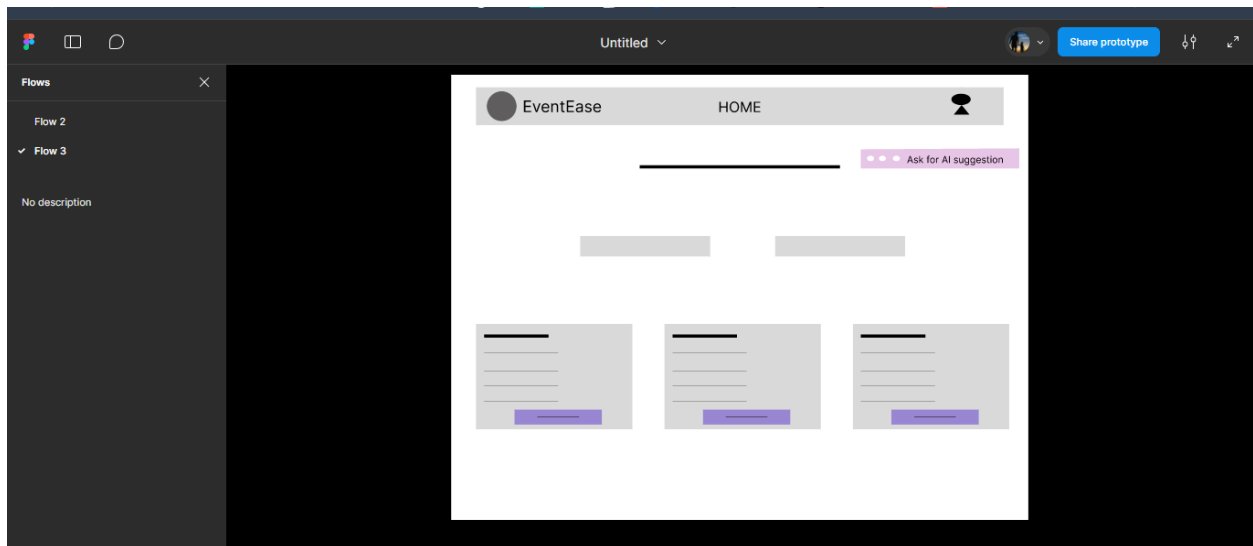 Untitled
Share prototype
Flows
Flow 2
Flow 3
No description
EventEase
HOME
Ask for AI suggestion